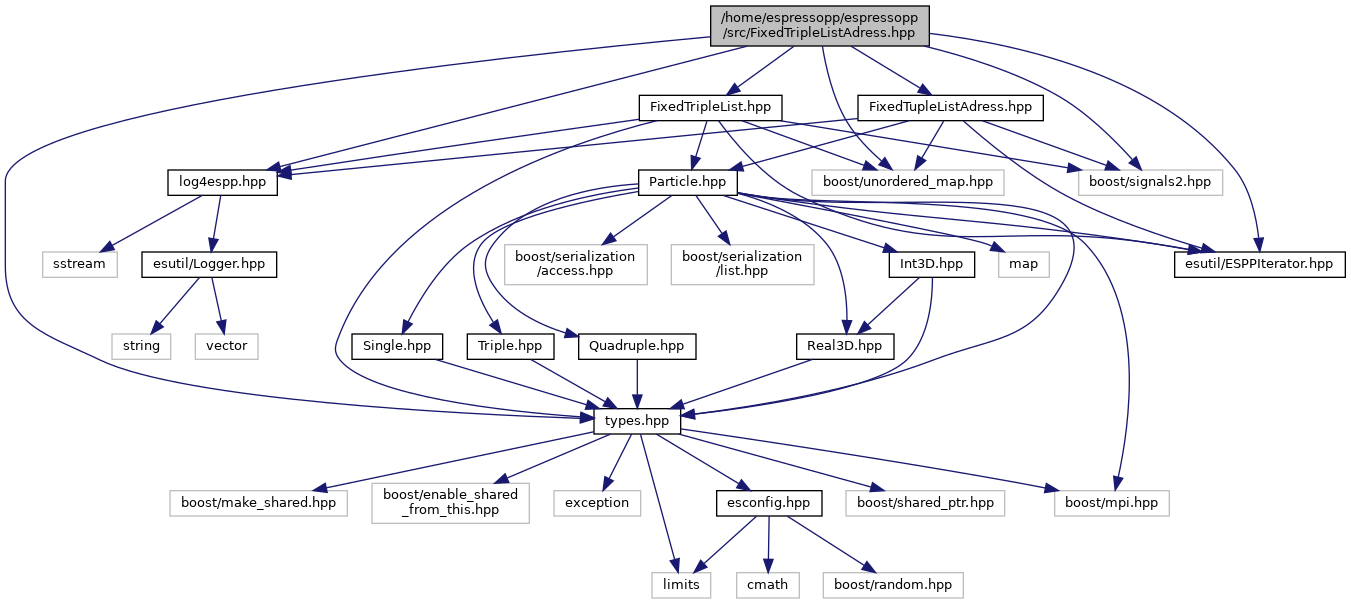 /home/espressopp/espressopp
/src/FixedTripleListAdress.hpp
FixedTripleList.hpp
FixedTupleListAdress.hpp
log4espp.hpp
Particle.hpp
boost/unordered_map.hpp
boost/signals2.hpp
sstream
esutil/Logger.hpp
boost/serialization
/access.hpp
boost/serialization
/list.hpp
Int3D.hpp
map
esutil/ESPPIterator.hpp
string
vector
Single.hpp
Triple.hpp
Quadruple.hpp
Real3D.hpp
types.hpp
boost/make_shared.hpp
boost/enable_shared
_from_this.hpp
exception
esconfig.hpp
boost/shared_ptr.hpp
boost/mpi.hpp
limits
cmath
boost/random.hpp